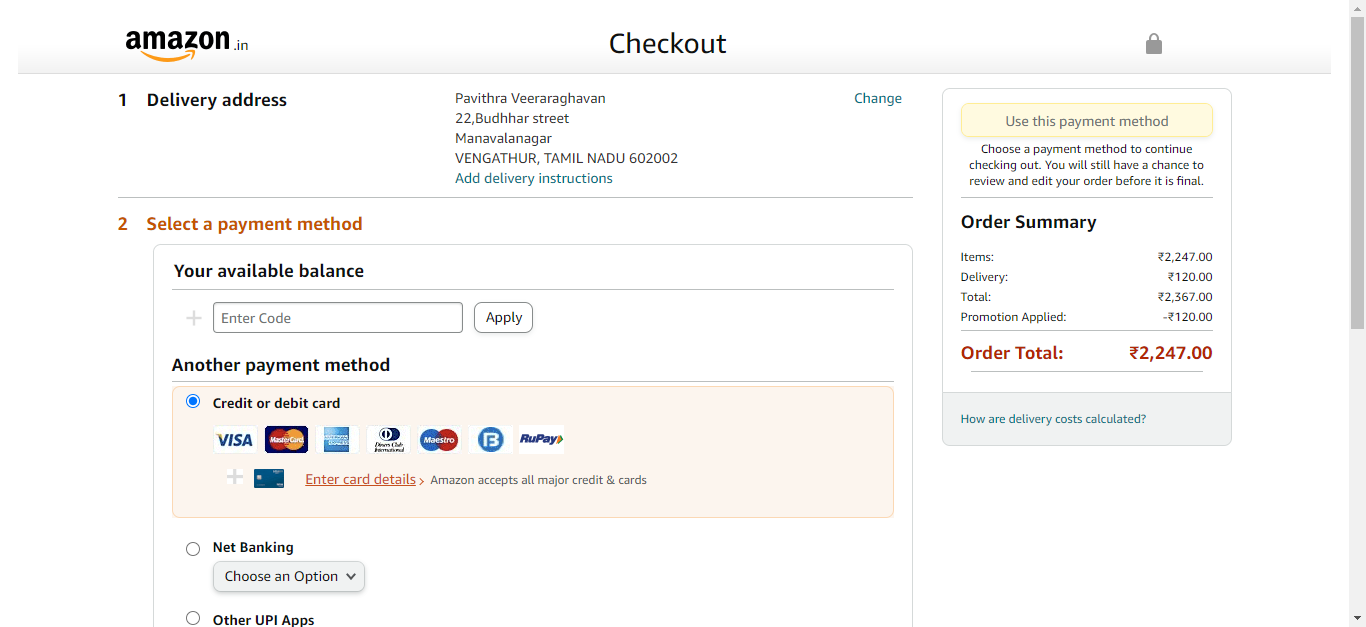 amazon.in
Checkout
1 Delivery address
Pavithra Veeraraghavan
22,Budhhar street
Manavalanagar
VENGATHUR, TAMIL NADU 602002
Add delivery instructions
Change
2 Select a payment method
Your available balance
Enter Code
Apply
Another payment method
Credit or debit card
VISA MasterCard AMERICAN EXPRESS Diners Club International Maestro B RuPay
Enter card details › Amazon accepts all major credit & cards
Net Banking
Choose an Option
Other UPI Apps
Use this payment method
Choose a payment method to continue
checking out. You will still have a chance to
review and edit your order before it is final.
Order Summary
Items: ₹2,247.00
Delivery: ₹120.00
Total: ₹2,367.00
Promotion Applied: -₹120.00
Order Total: ₹2,247.00
How are delivery costs calculated?